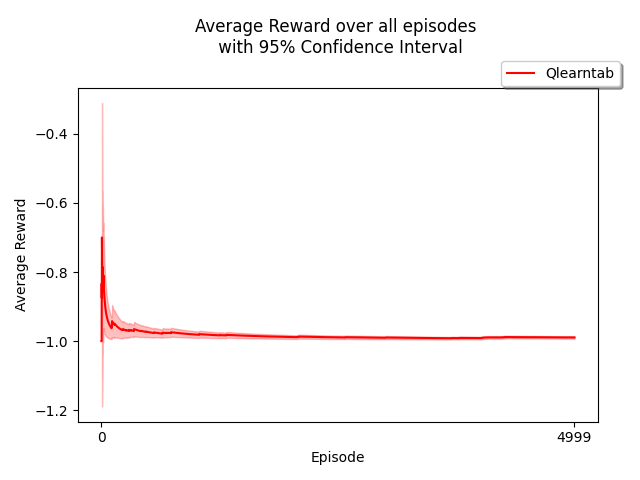 Average Reward over all episodes
with 95% Confidence Interval
Qlearntab
−0.4
−0.6
−0.8
−1.0
−1.2
Average Reward
0
4999
Episode